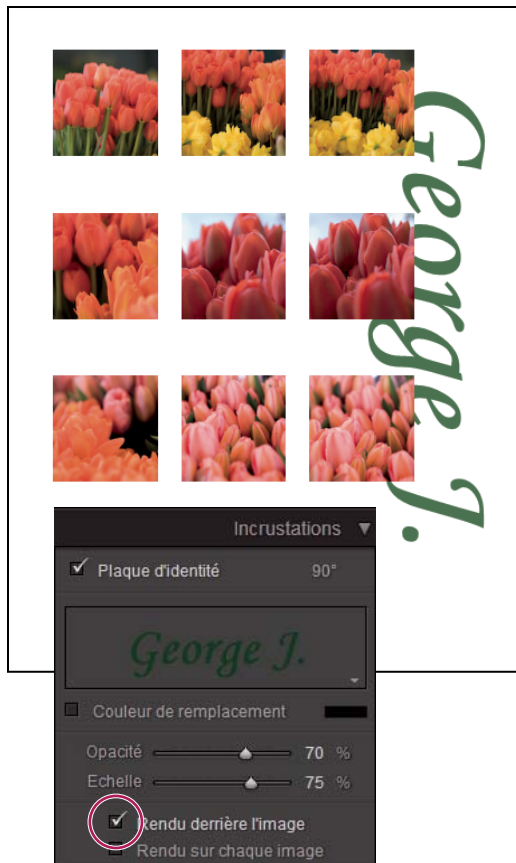 George J.
Incrustations
Plaque d'identité 90°
George J.
Couleur de remplacement
Opacité 70 %
Echelle 75 %
Rendu derrière l'image
Rendu sur chaque image